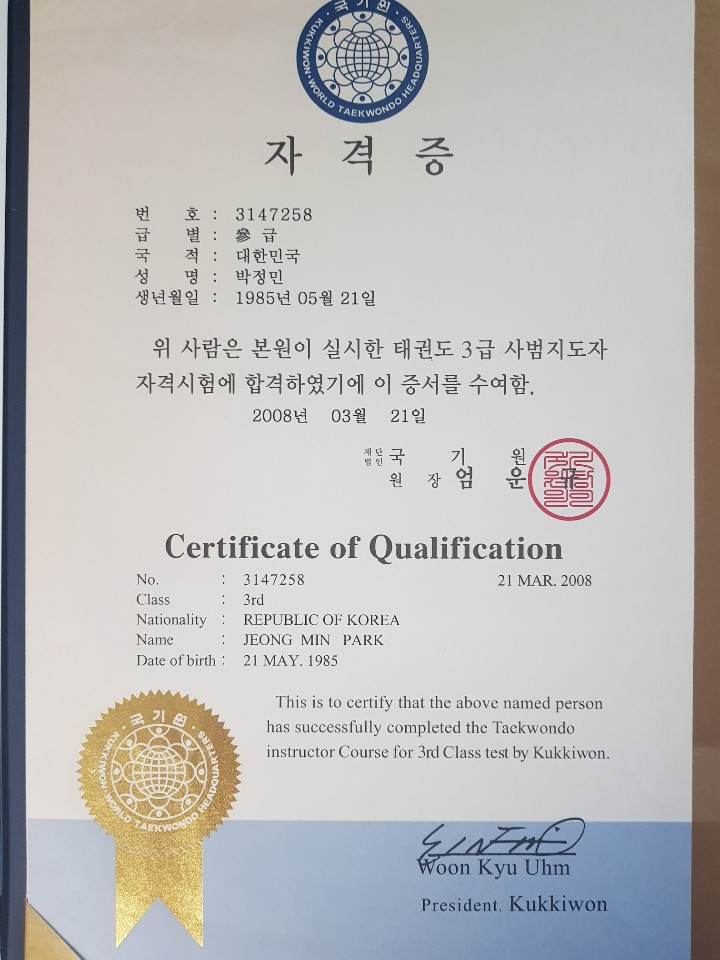 국기원
KUKKIWON·WORLD TAEKWONDO HEADQUARTERS
자 격 증
번 호 : 3147258
급 별 : 參 급
국 적 : 대한민국
성 명 : 박정민
생년월일 : 1985년 05월 21일
위 사람은 본원이 실시한 태권도 3급 사범지도자
자격시험에 합격하였기에 이 증서를 수여함.
2008년 03월 21일
재단법인 국 기 원
원 장 엄 운 규
Certificate of Qualification
No. : 3147258 21 MAR. 2008
Class : 3rd
Nationality : REPUBLIC OF KOREA
Name : JEONG MIN PARK
Date of birth : 21 MAY. 1985
This is to certify that the above named person
has successfully completed the Taekwondo
instructor Course for 3rd Class test by Kukkiwon.
·국기원·
KUKKIWON·WORLD TAEKWONDO HEADQUARTERS
Woon Kyu Uhm
President, Kukkiwon